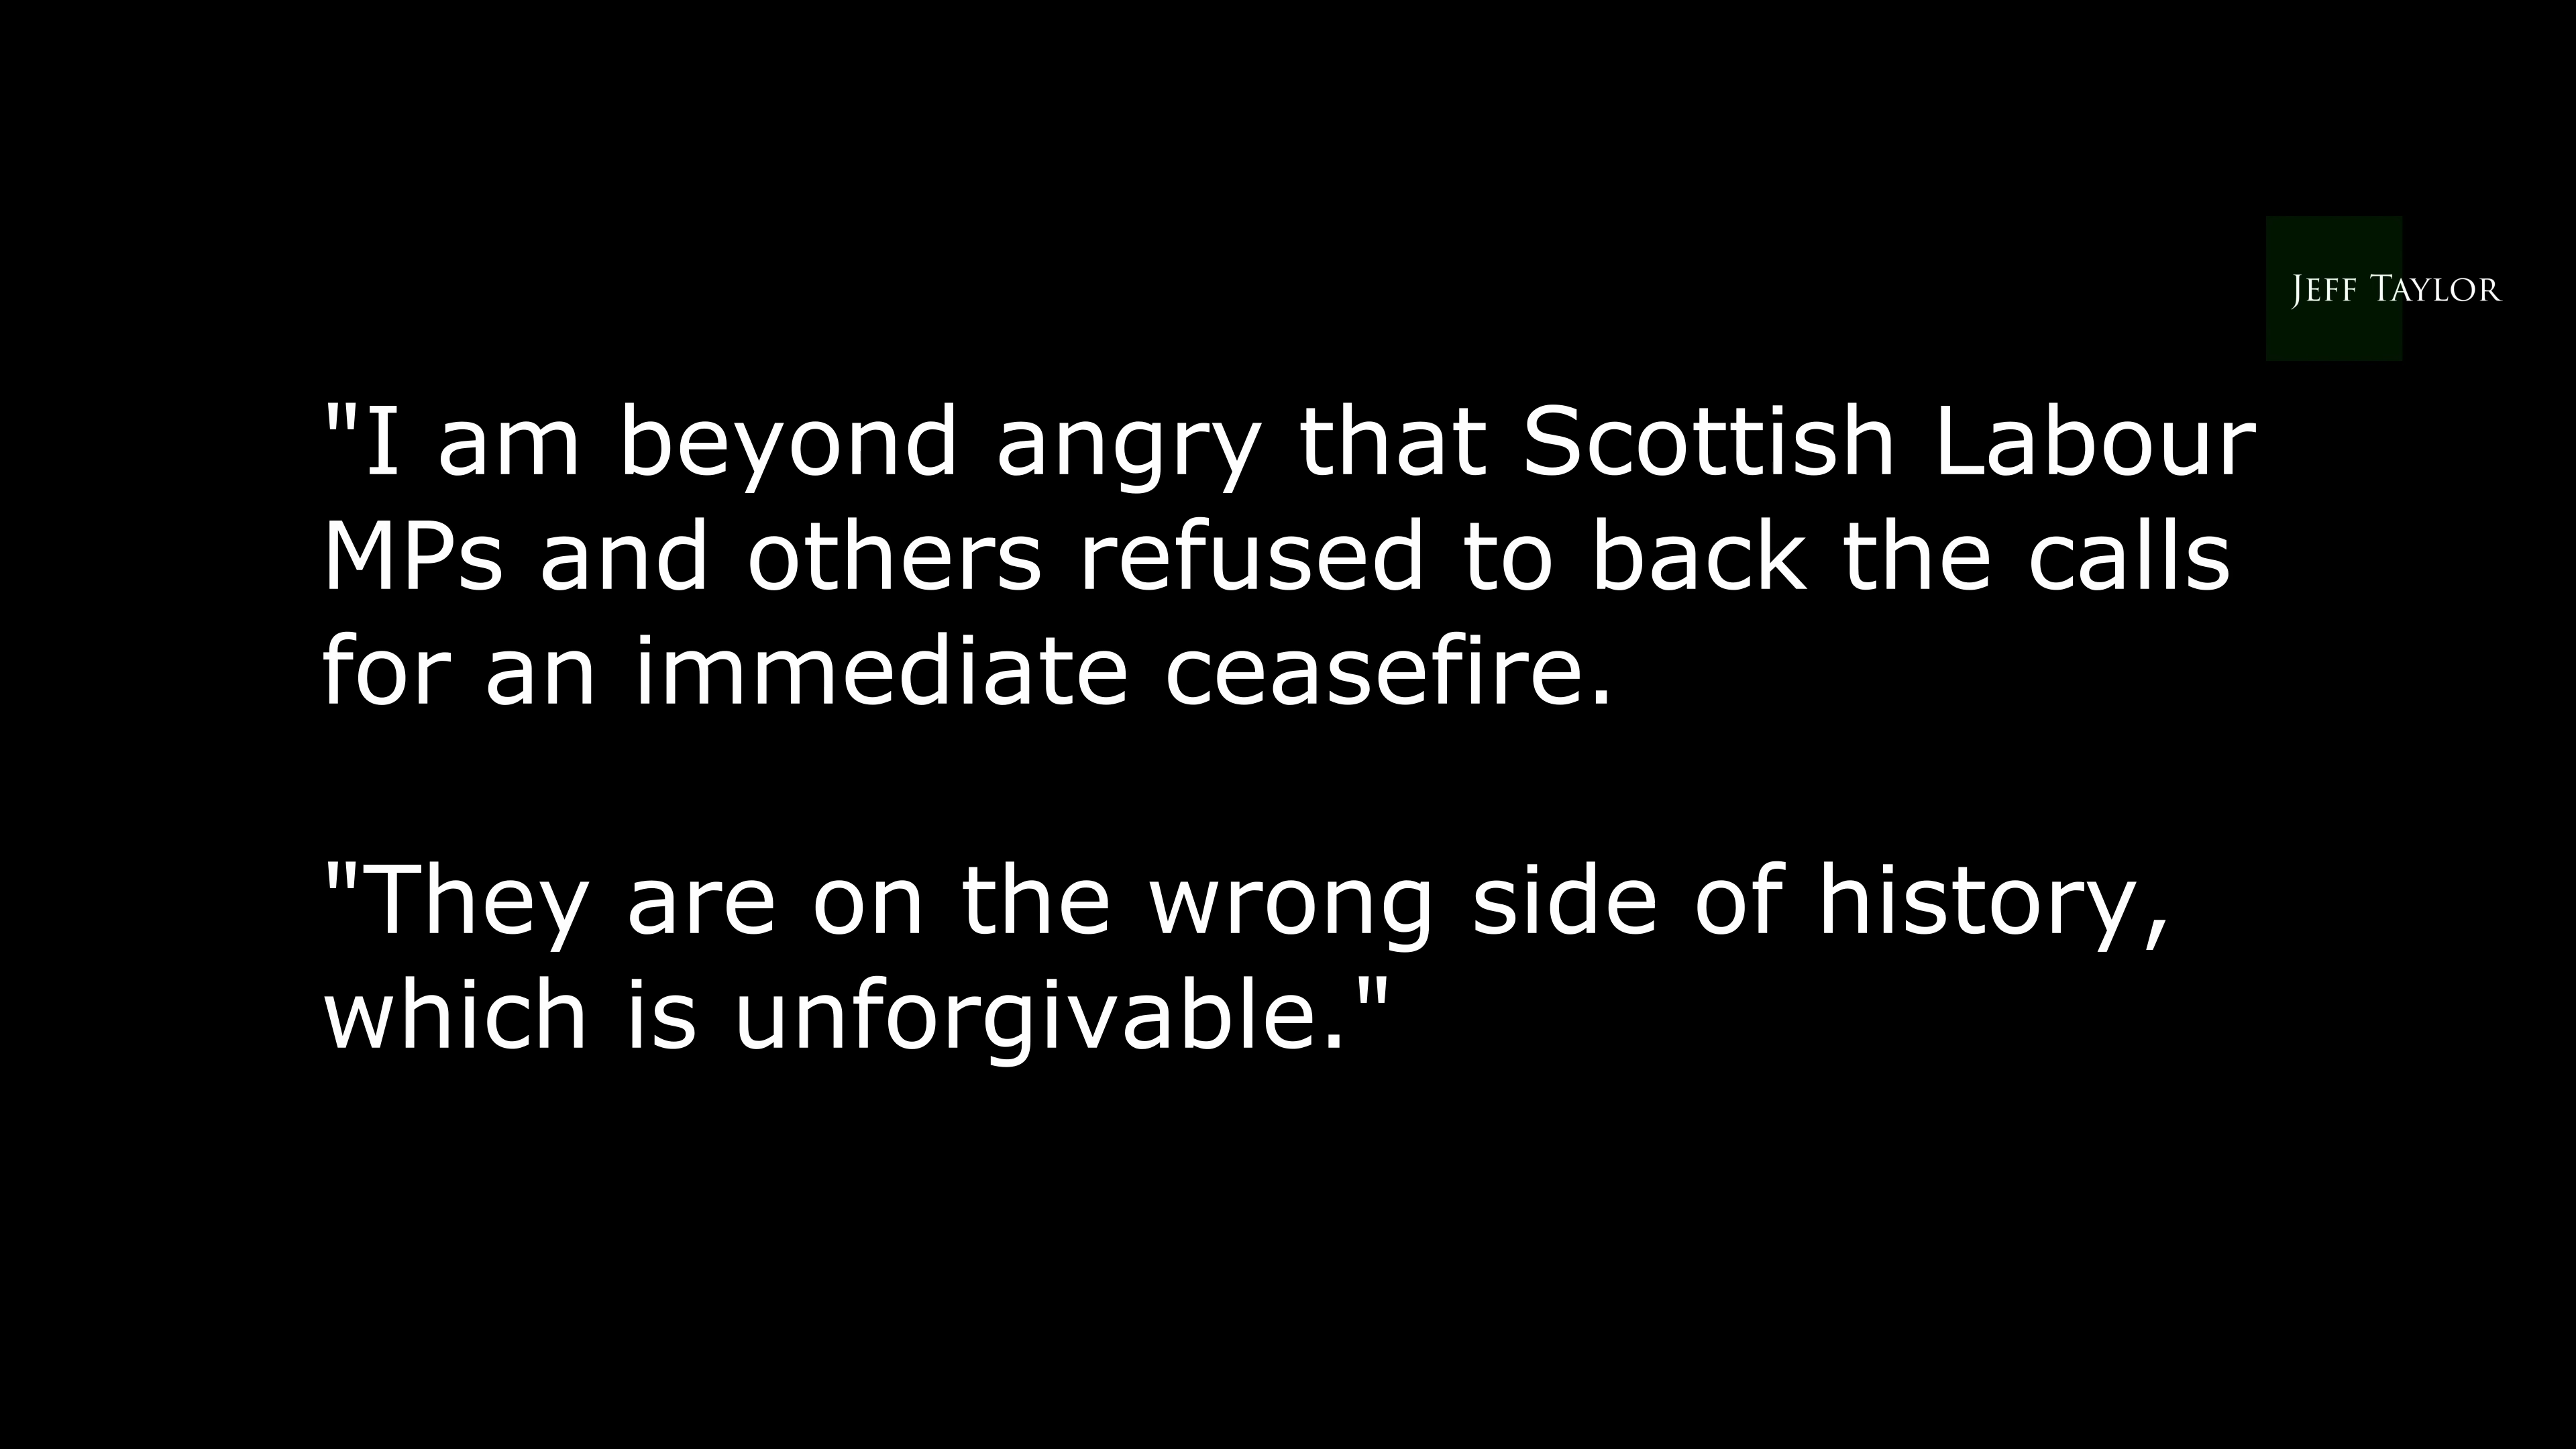 JEFF TAYLOR
"I am beyond angry that Scottish Labour
MPs and others refused to back the calls
for an immediate ceasefire.
"They are on the wrong side of history,
which is unforgivable."